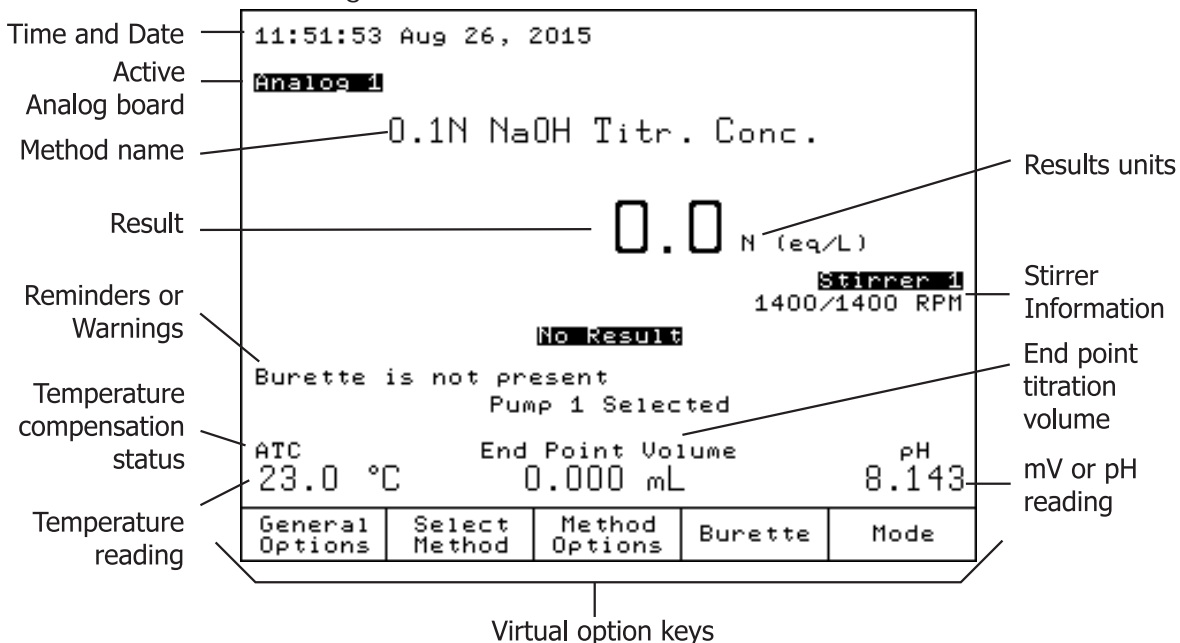 Time and Date
11:51:53 Aug 26, 2015
Active
Analog board
Analog 1
Method name
0.1N NaOH Titr. Conc.
Results units
Result
0.0 N (eq/L)
Stirrer 1
1400/1400 RPM
Stirrer
Information
Reminders or
Warnings
No Result
Burette is not present
Pump 1 Selected
End point
titration
volume
Temperature
compensation
status
ATC
End Point Volume
pH
23.0 °C
0.000 mL
8.143
mV or pH
reading
Temperature
reading
General
Options
Select
Method
Method
Options
Burette
Mode
Virtual option keys